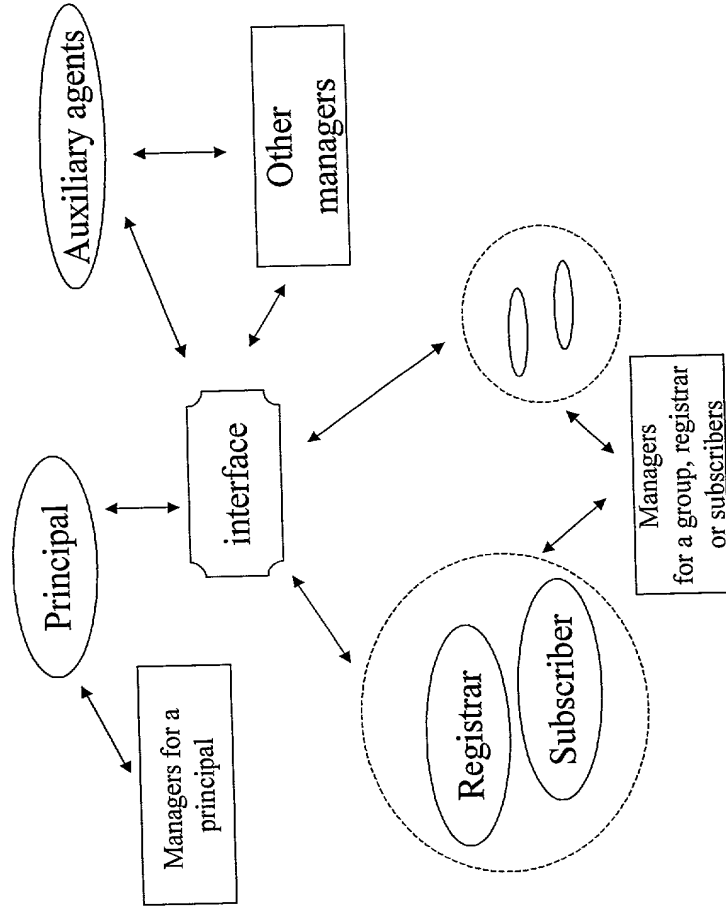 Principal
Auxiliary agents
Managers for a
principal
interface
Other
managers
Registrar
Subscriber
Managers
for a group, registrar
or subscribers